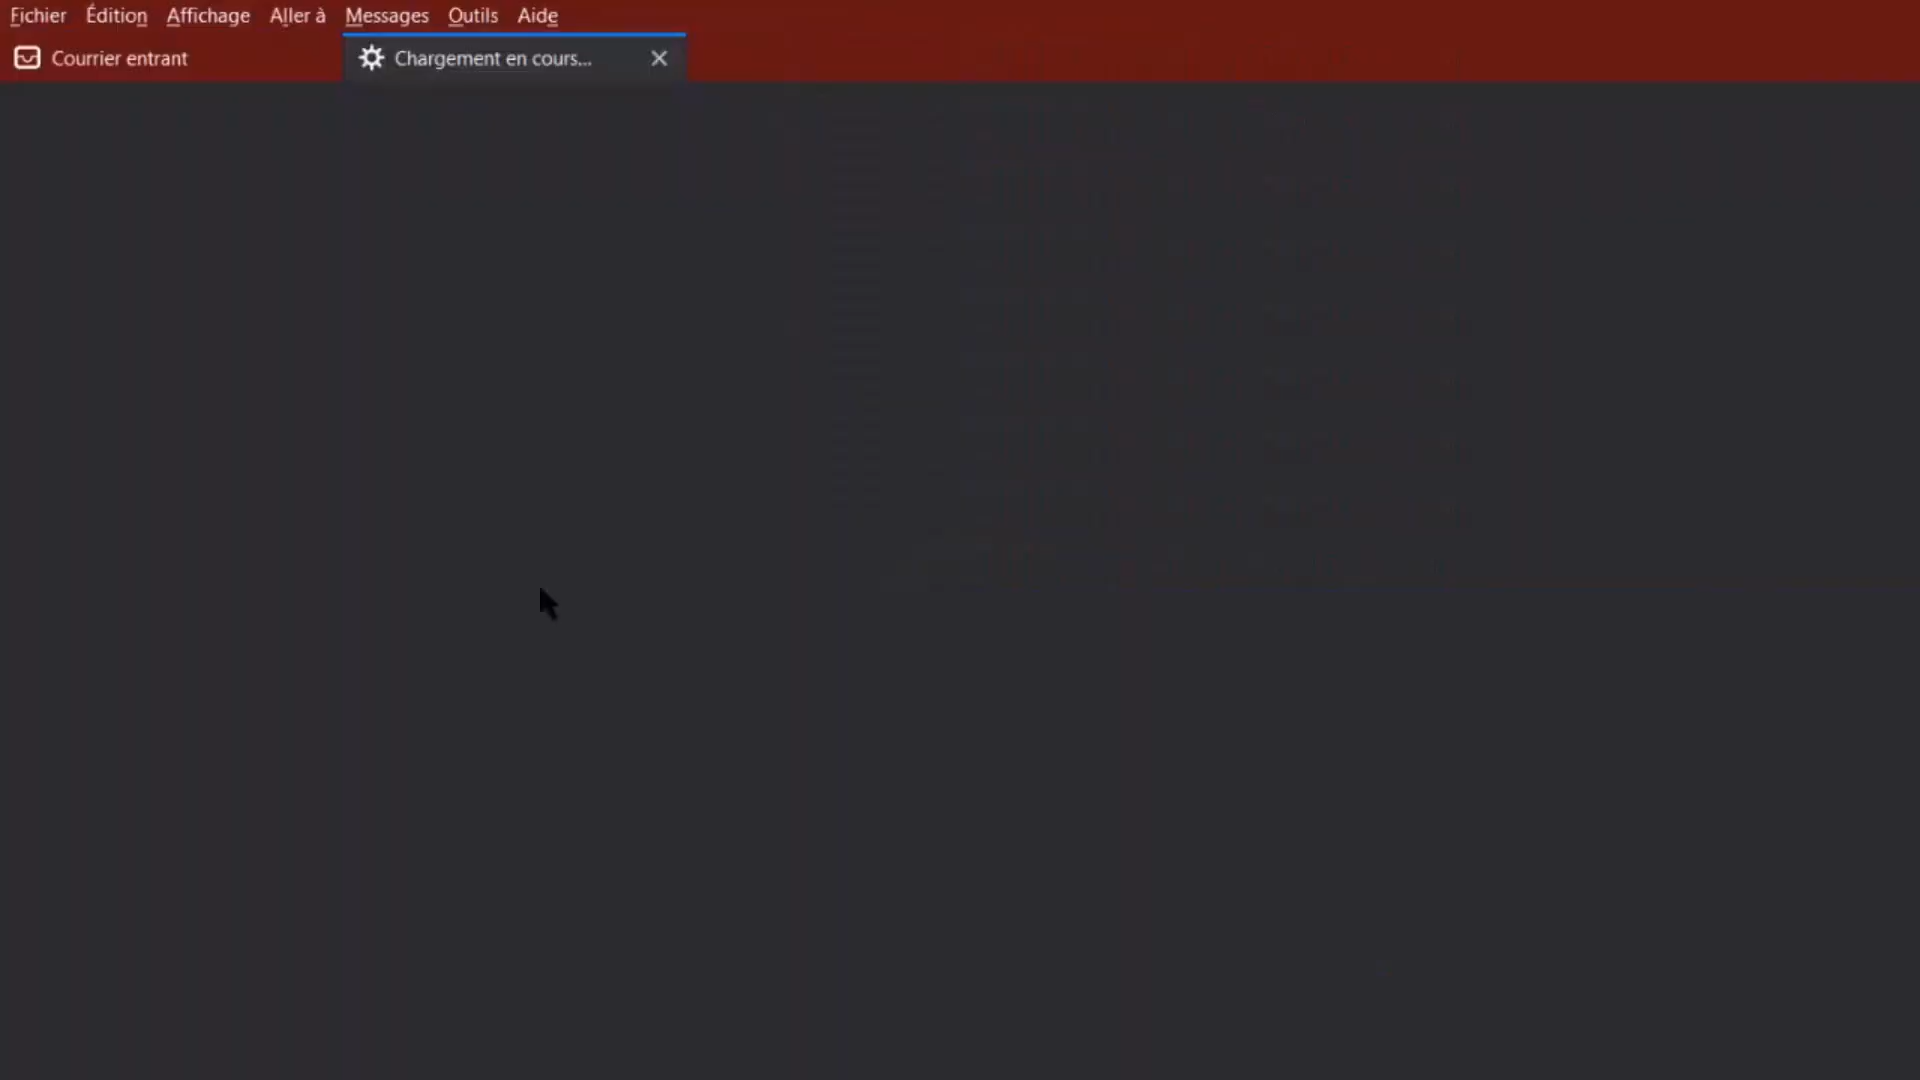 Fichier Édition Affichage Aller à Messages Outils Aide
Courrier entrant Chargement en cours...